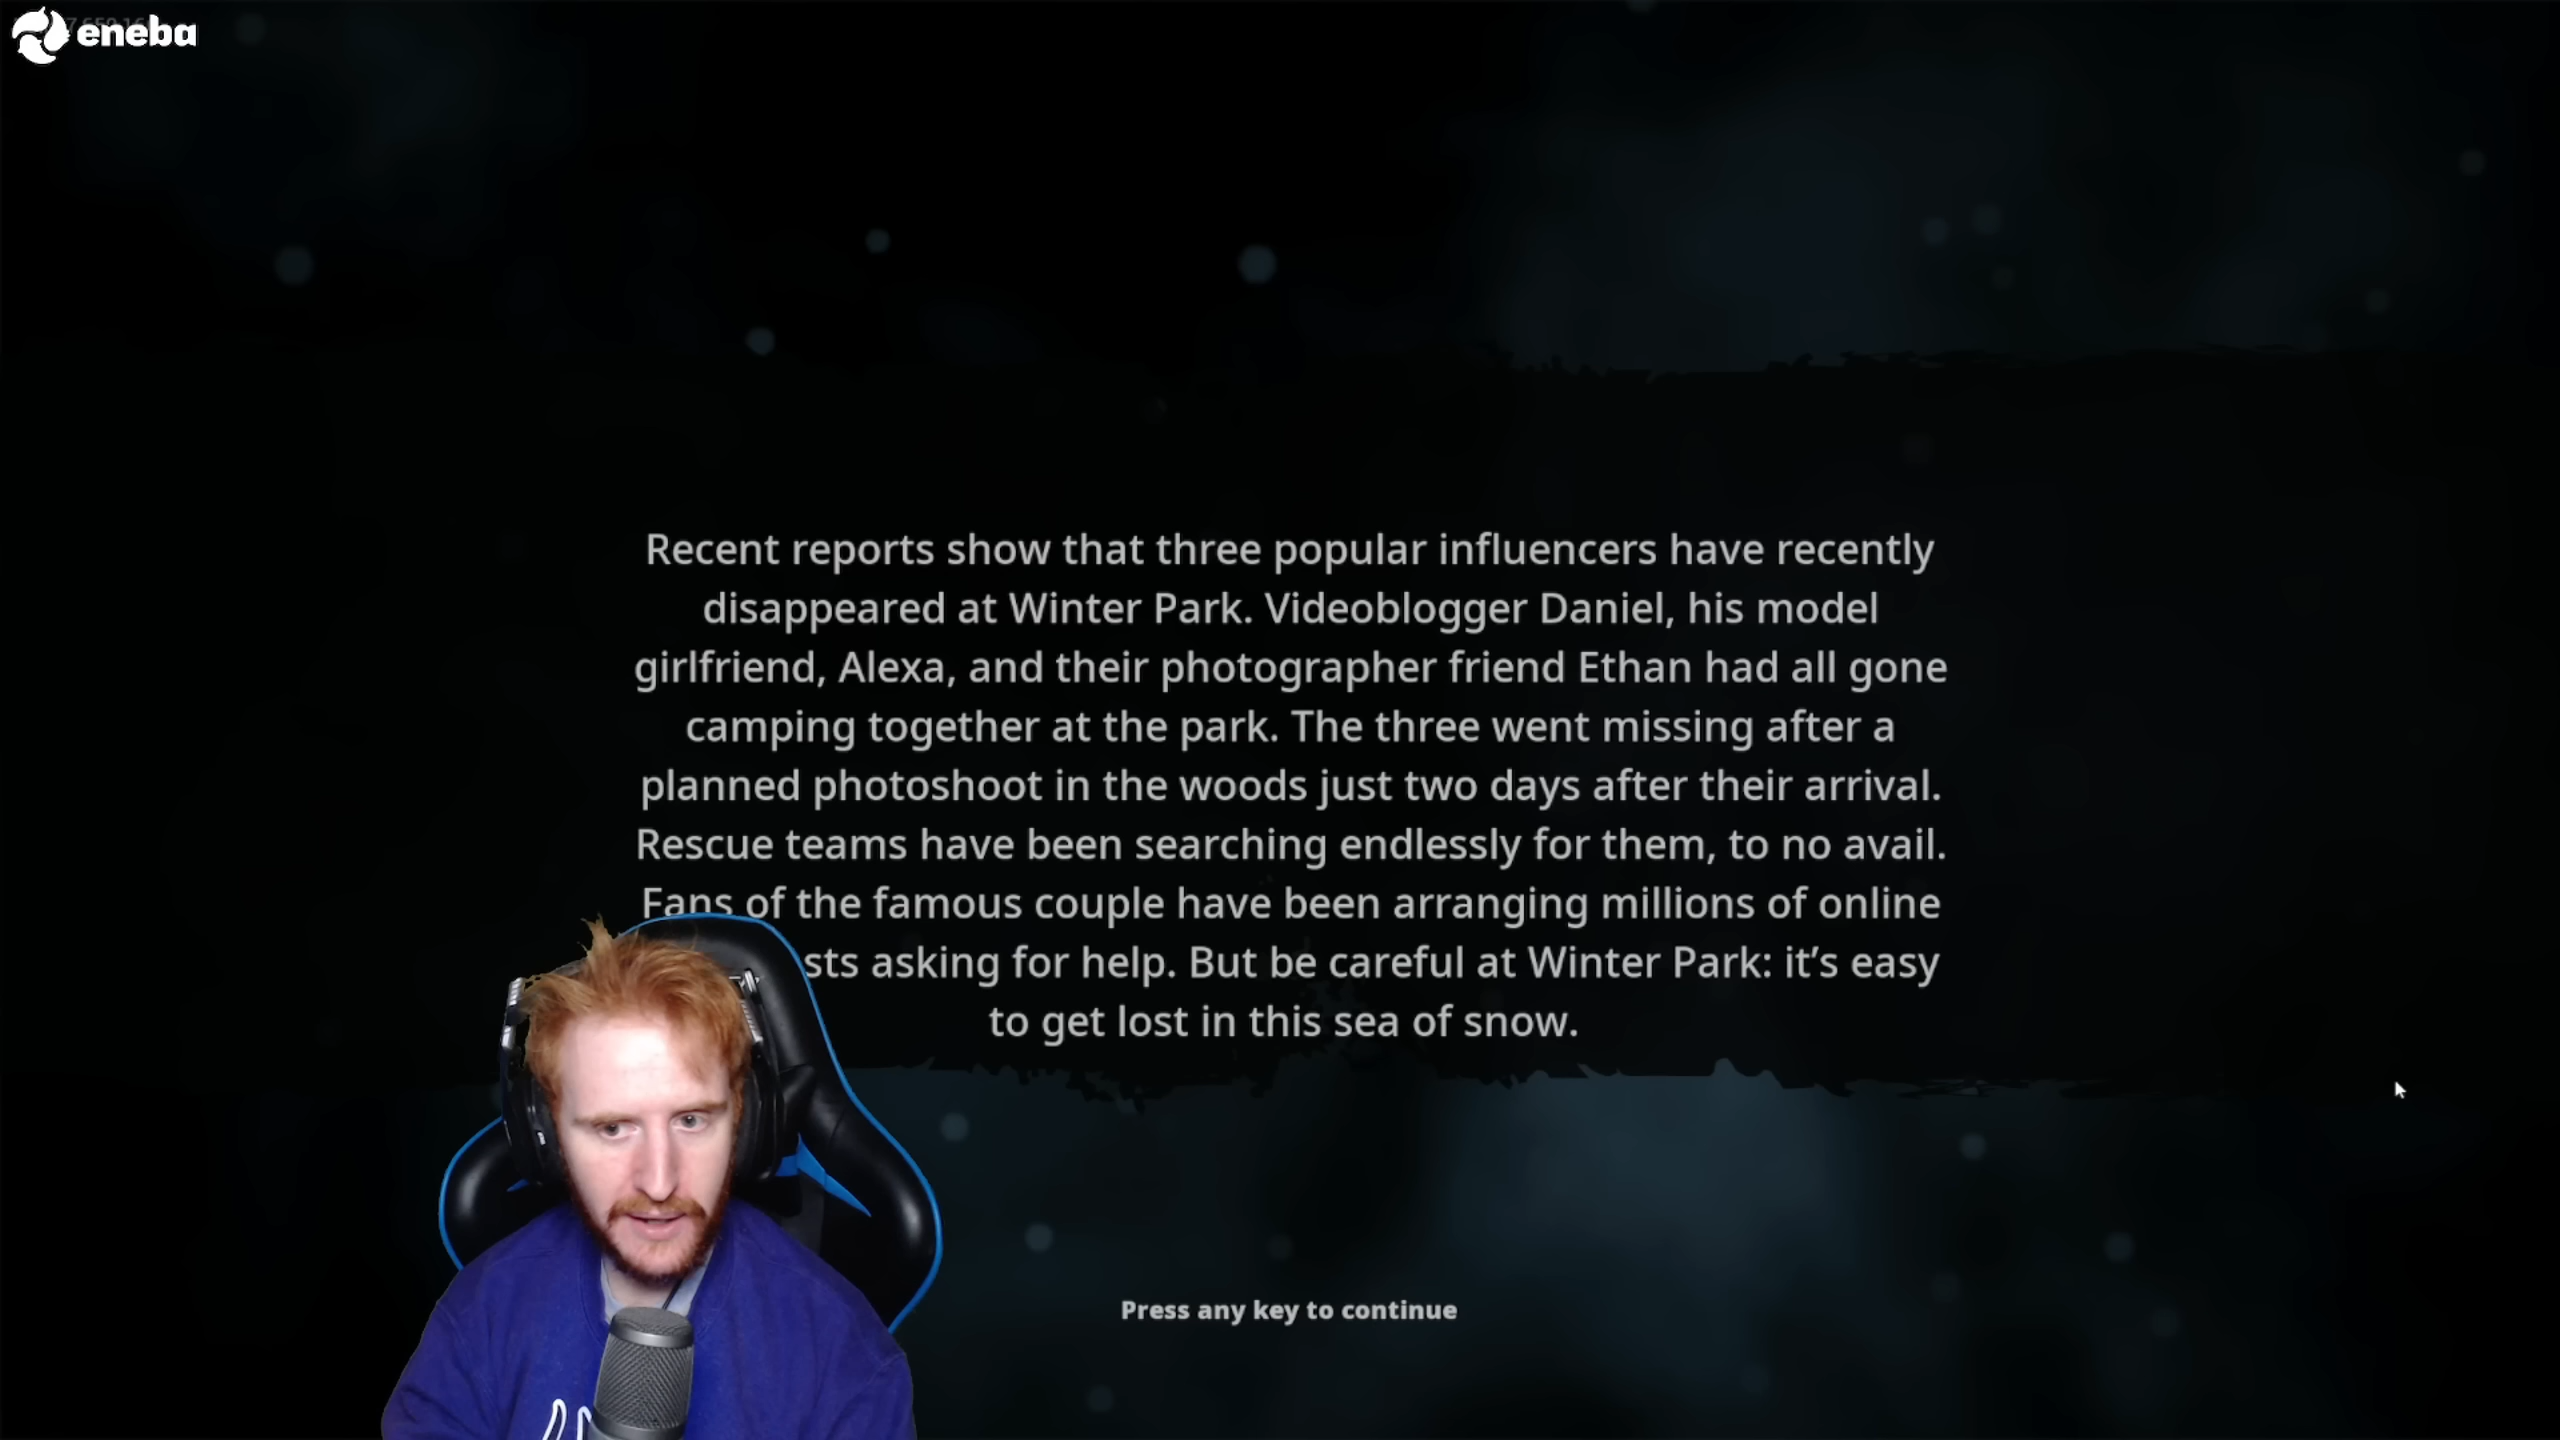 eneba
Recent reports show that three popular influencers have recently
disappeared at Winter Park. Videoblogger Daniel, his model
girlfriend, Alexa, and their photographer friend Ethan had all gone
camping together at the park. The three went missing after a
planned photoshoot in the woods just two days after their arrival.
Rescue teams have been searching endlessly for them, to no avail.
Fans of the famous couple have been arranging millions of online
sts asking for help. But be careful at Winter Park: it’s easy
to get lost in this sea of snow.
Press any key to continue